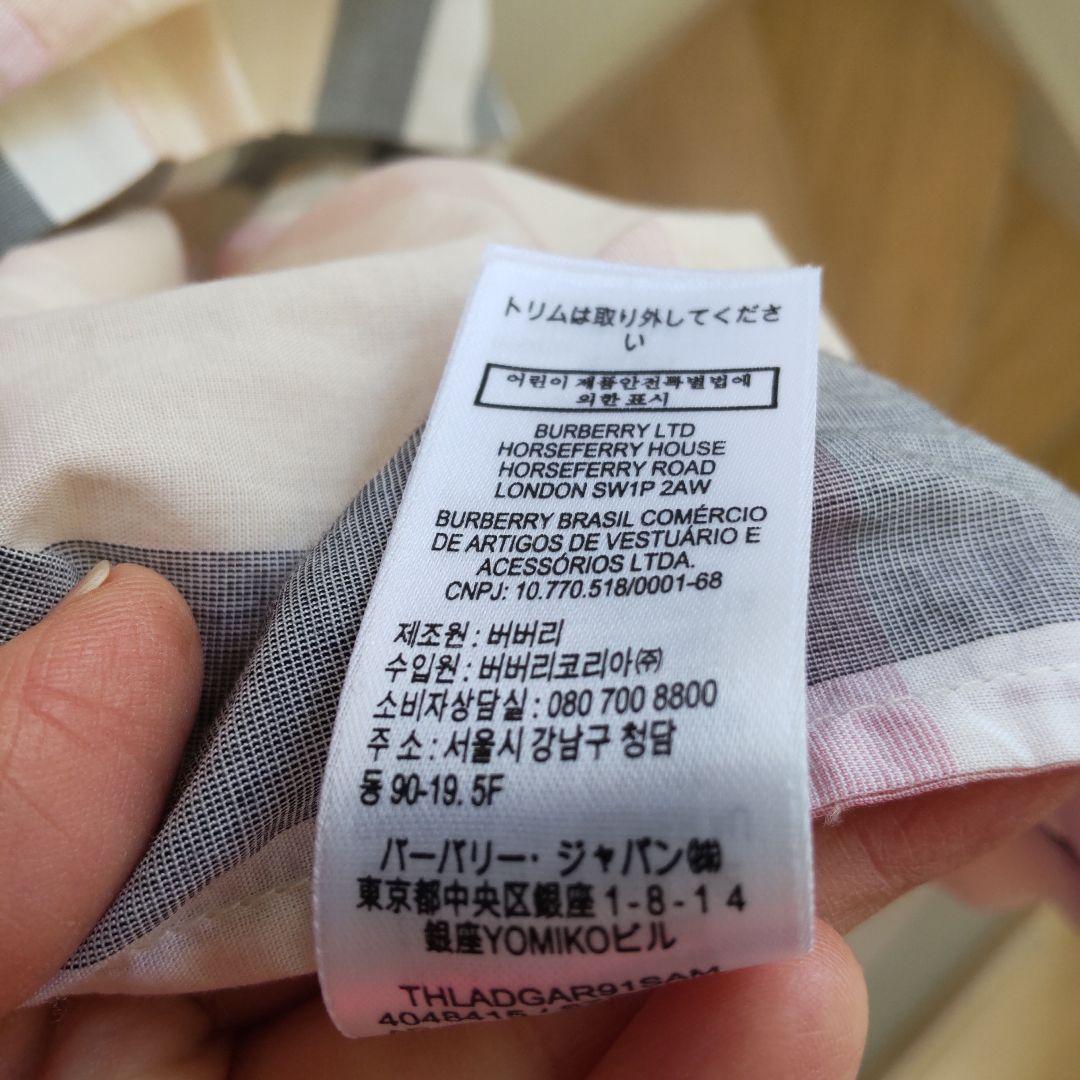 トリムは取り外してくださ
い
어린이 제품안전특별법에
의한 표시
BURBERRY LTD
HORSEFERRY HOUSE
HORSEFERRY ROAD
LONDON SW1P 2AW
BURBERRY BRASIL COMÉRCIO
DE ARTIGOS DE VESTUÁRIO E
ACESSÓRIOS LTDA.
CNPJ: 10.770.518/0001-68
제조원 : 버버리
수입원 : 버버리코리아㈜
소비자상담실 : 080 700 8800
주 소 : 서울시 강남구 청담
동 90-19. 5F
バーバリー・ジャパン㈱
東京都中央区銀座1-8-14
銀座YOMIKOビル
THLADGAR91SAM
4048415 /